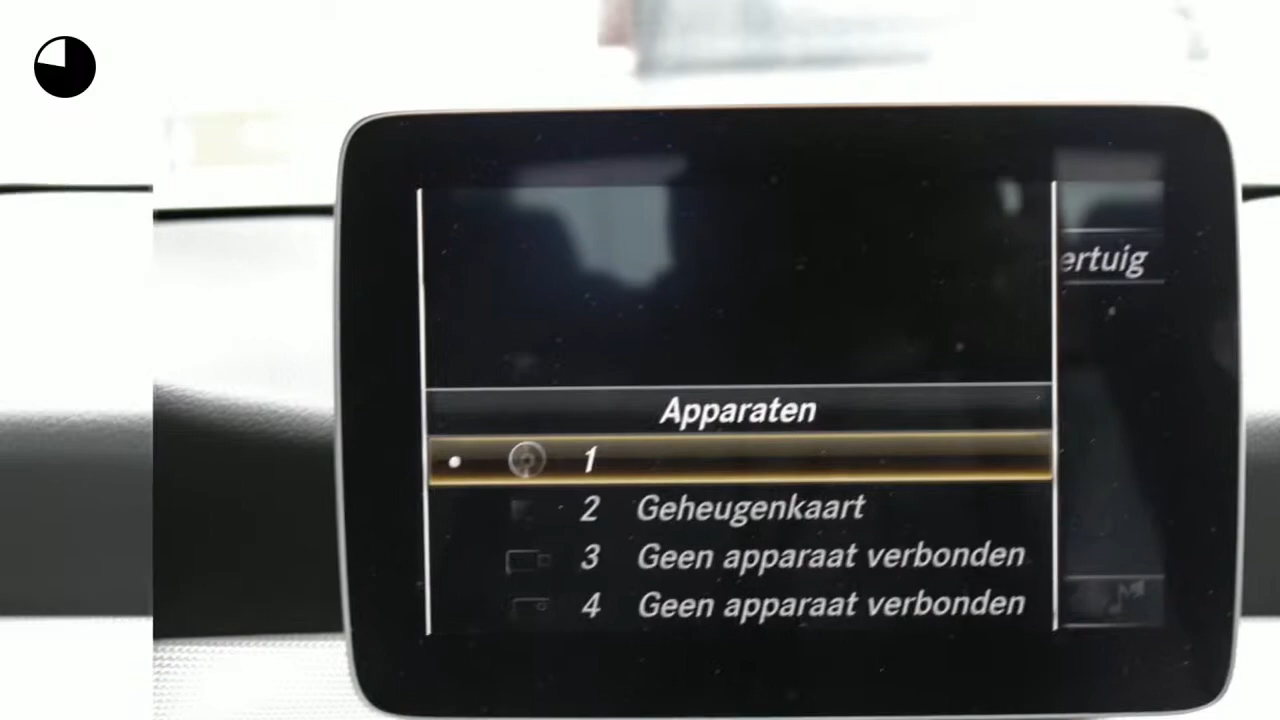 ertuig
Apparaten
1
2 Geheugenkaart
3 Geen apparaat verbonden
4 Geen apparaat verbonden